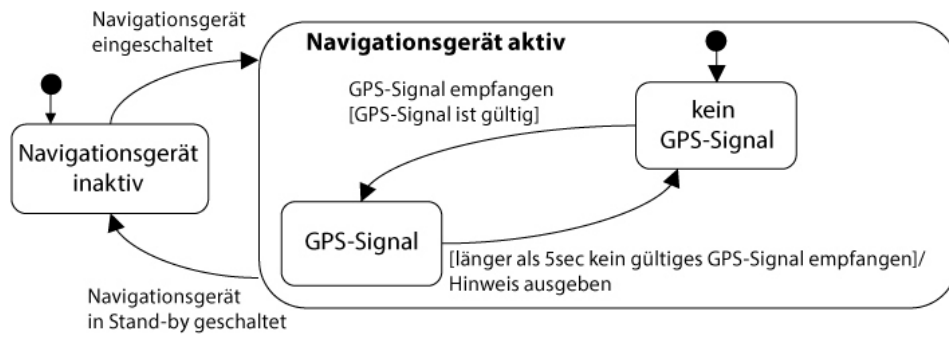 Navigationsgerät
eingeschaltet
Navigationsgerät aktiv
GPS-Signal empfangen
[GPS-Signal ist gültig]
kein
GPS-Signal
Navigationsgerät
inaktiv
GPS-Signal
[länger als 5sec kein gültiges GPS-Signal empfangen]/
Hinweis ausgeben
Navigationsgerät
in Stand-by geschaltet